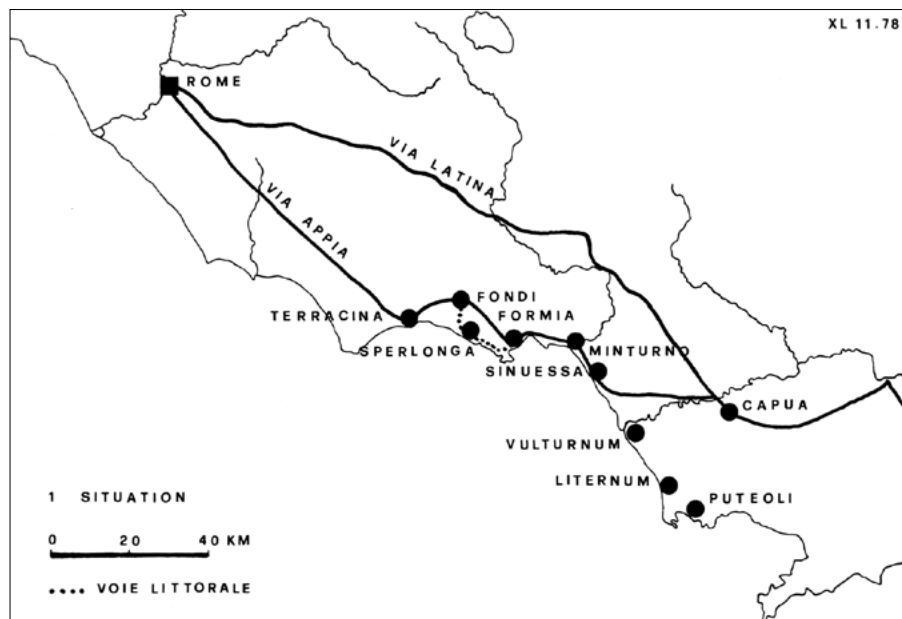 XL 11.78
ROME
VIA LATINA
VIA APPIA
FONDI
TERRACINA
FORMIA
SPERLONGA
MINTURNO
SINUESSA
CAPUA
VULTURNUM
LITERNUM
PUTEOLI
1 SITUATION
0 20 40 KM
VOIE LITTORALE